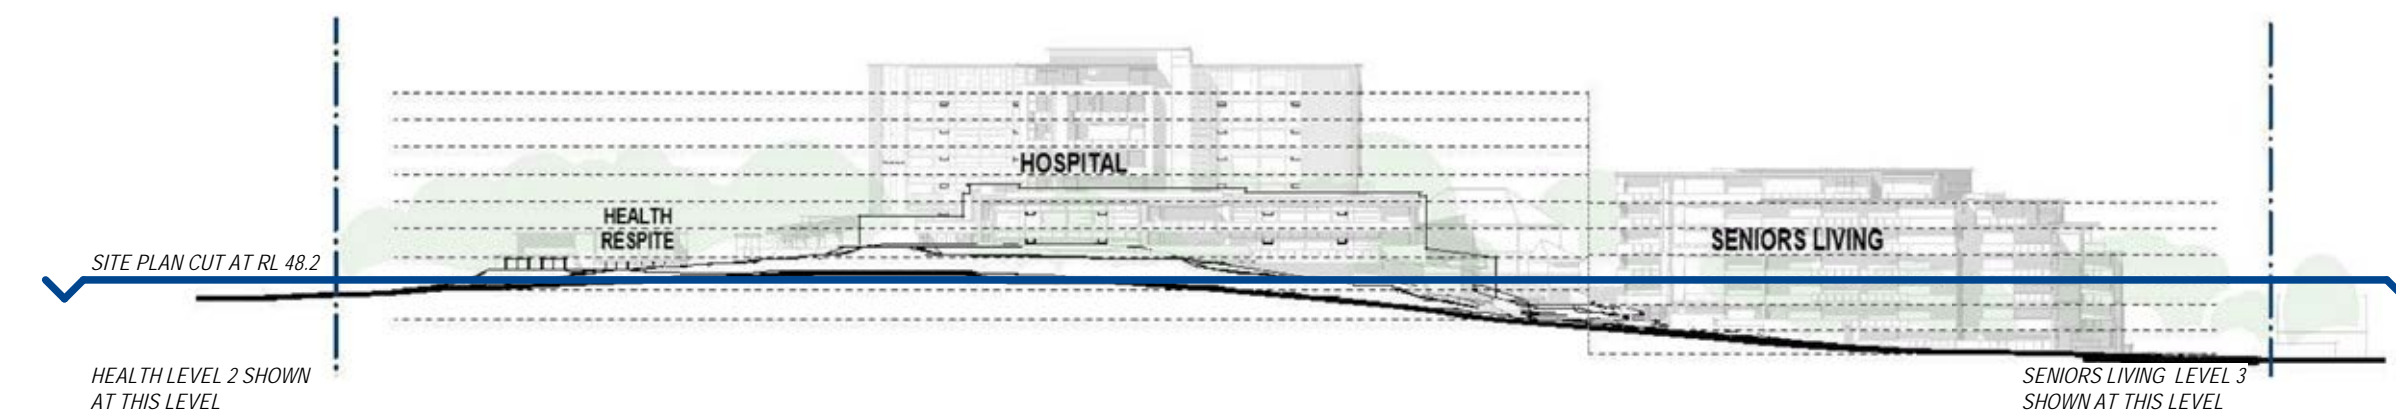 HOSPITAL
HEALTH
RESPITE
SENIORS LIVING
SITE PLAN CUT AT RL 48.2
HEALTH LEVEL 2 SHOWN
AT THIS LEVEL
SENIORS LIVING LEVEL 3
SHOWN AT THIS LEVEL